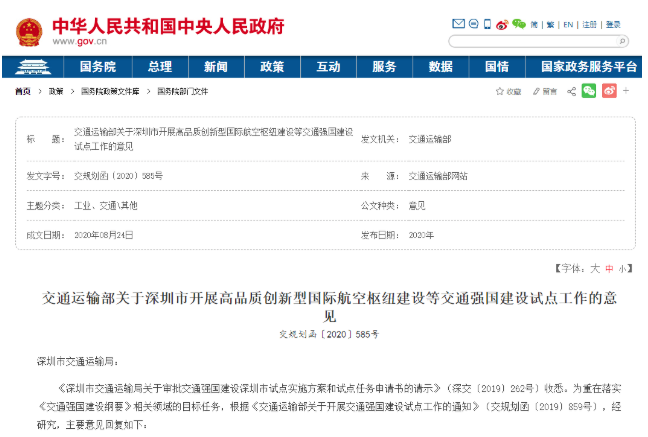 中华人民共和国中央人民政府
www.gov.cn
简 | 繁 | EN | 注册 | 登录
国务院 总理 新闻 政策 互动 服务 数据 国情 国家政务服务平台
首页 > 政策 > 国务院政策文件库 > 国务院部门文件
收藏 留言
标 题： 交通运输部关于深圳市开展高品质创新型国际航空枢纽建设等交通强国建设
试点工作的意见
发文机关： 交通运输部
发文字号： 交规划函〔2020〕585号
来 源： 交通运输部网站
主题分类： 工业、交通\其他
公文种类： 意见
成文日期： 2020年08月24日
发布日期： 2020年
【字体：大 中 小】
交通运输部关于深圳市开展高品质创新型国际航空枢纽建设等交通强国建设试点工作的意
见
交规划函［2020］585号
深圳市交通运输局：
《深圳市交通运输局关于审批交通强国建设深圳市试点实施方案和试点任务申请书的请示》（深交〔2019〕262号）收悉。为重在落实
《交通强国建设纲要》相关领域的目标任务，根据《交通运输部关于开展交通强国建设试点工作的通知》（交规划函〔2019〕859号），经
研究，主要意见回复如下：